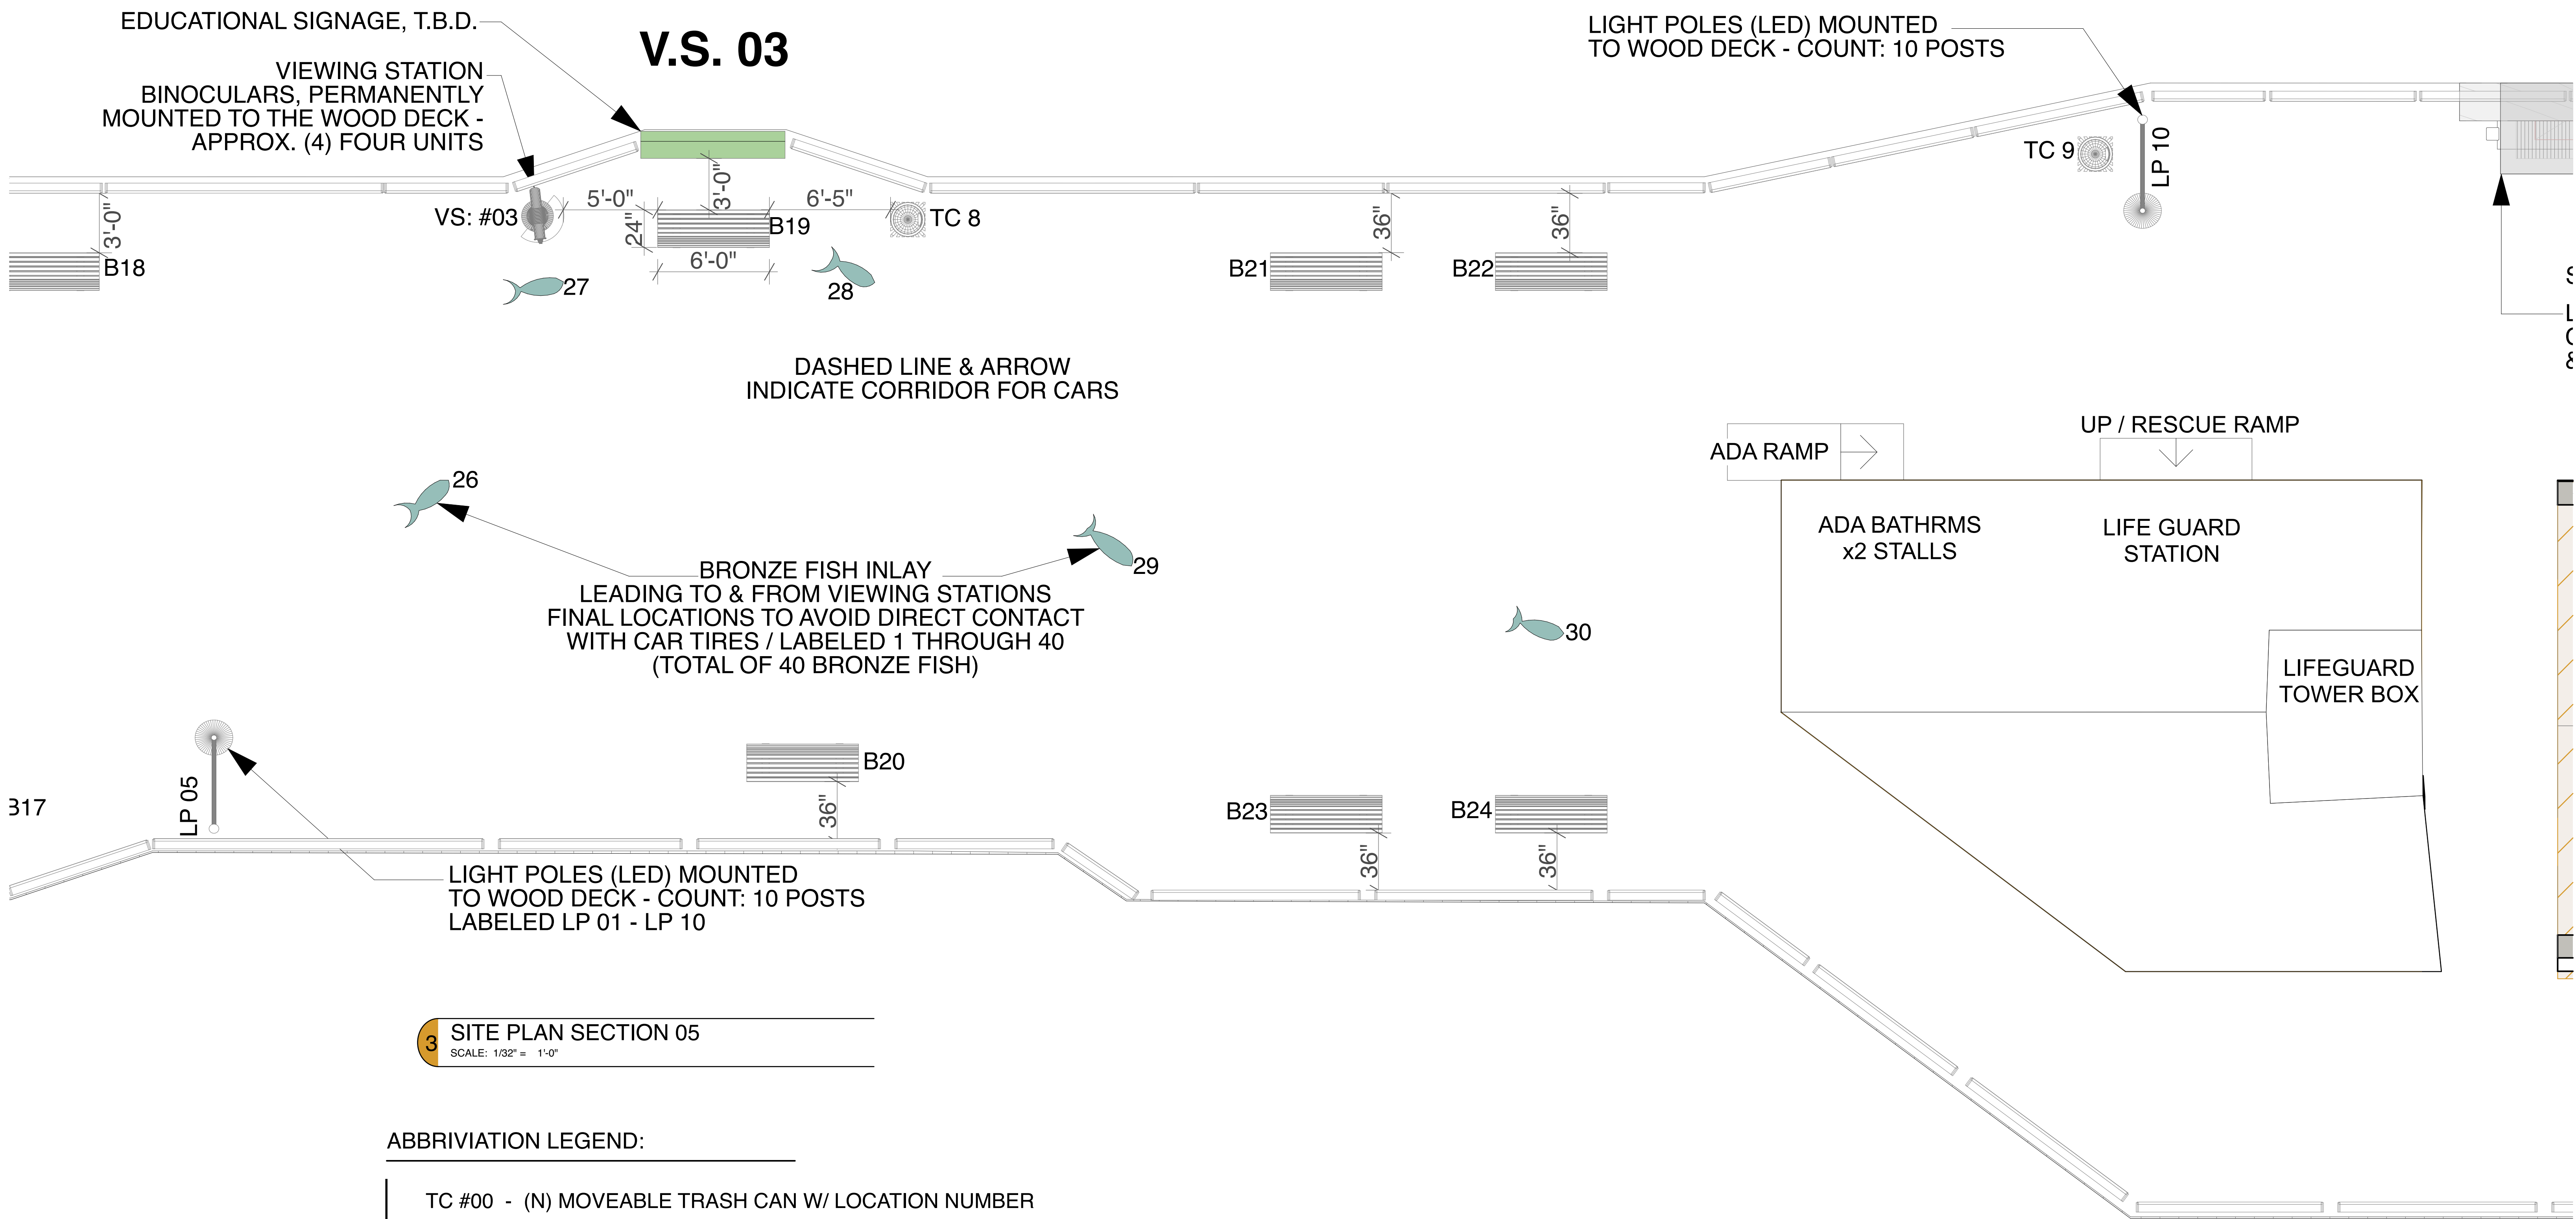 EDUCATIONAL SIGNAGE, T.B.D.
V.S. 03
LIGHT POLES (LED) MOUNTED
TO WOOD DECK - COUNT: 10 POSTS
VIEWING STATION
BINOCULARS, PERMANENTLY
MOUNTED TO THE WOOD DECK -
APPROX. (4) FOUR UNITS
TC 9
LP 10
3'-0"
5'-0"
3'-0"
6'-5"
VS: #03
24"
B19
TC 8
36"
36"
6'-0"
B18
B21
B22
27
28
DASHED LINE & ARROW
INDICATE CORRIDOR FOR CARS
UP / RESCUE RAMP
ADA RAMP
26
ADA BATHRMS
x2 STALLS
LIFE GUARD
STATION
29
BRONZE FISH INLAY
LEADING TO & FROM VIEWING STATIONS
FINAL LOCATIONS TO AVOID DIRECT CONTACT
WITH CAR TIRES / LABELED 1 THROUGH 40
(TOTAL OF 40 BRONZE FISH)
30
LIFEGUARD
TOWER BOX
B20
LP 05
B17
36"
B23
B24
36"
36"
LIGHT POLES (LED) MOUNTED
TO WOOD DECK - COUNT: 10 POSTS
LABELED LP 01 - LP 10
3
SITE PLAN SECTION 05
SCALE: 1/32" = 1'-0"
ABBRIVIATION LEGEND:
TC #00 - (N) MOVEABLE TRASH CAN W/ LOCATION NUMBER